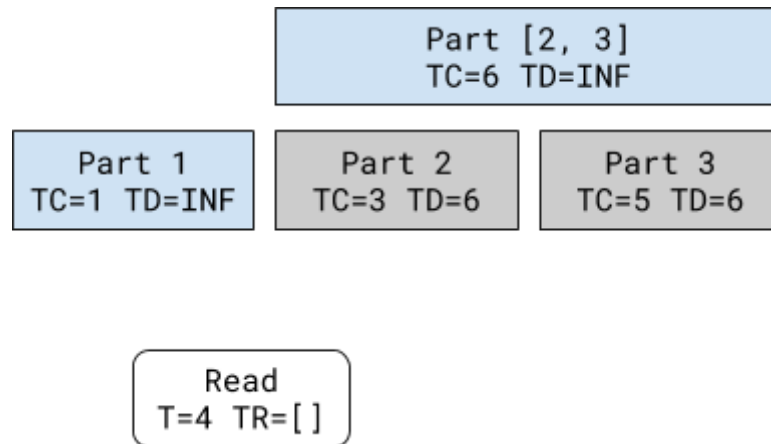 Part [2, 3]
TC=6 TD=INF
Part 1
TC=1 TD=INF
Part 2
TC=3 TD=6
Part 3
TC=5 TD=6
Read
T=4 TR=[]